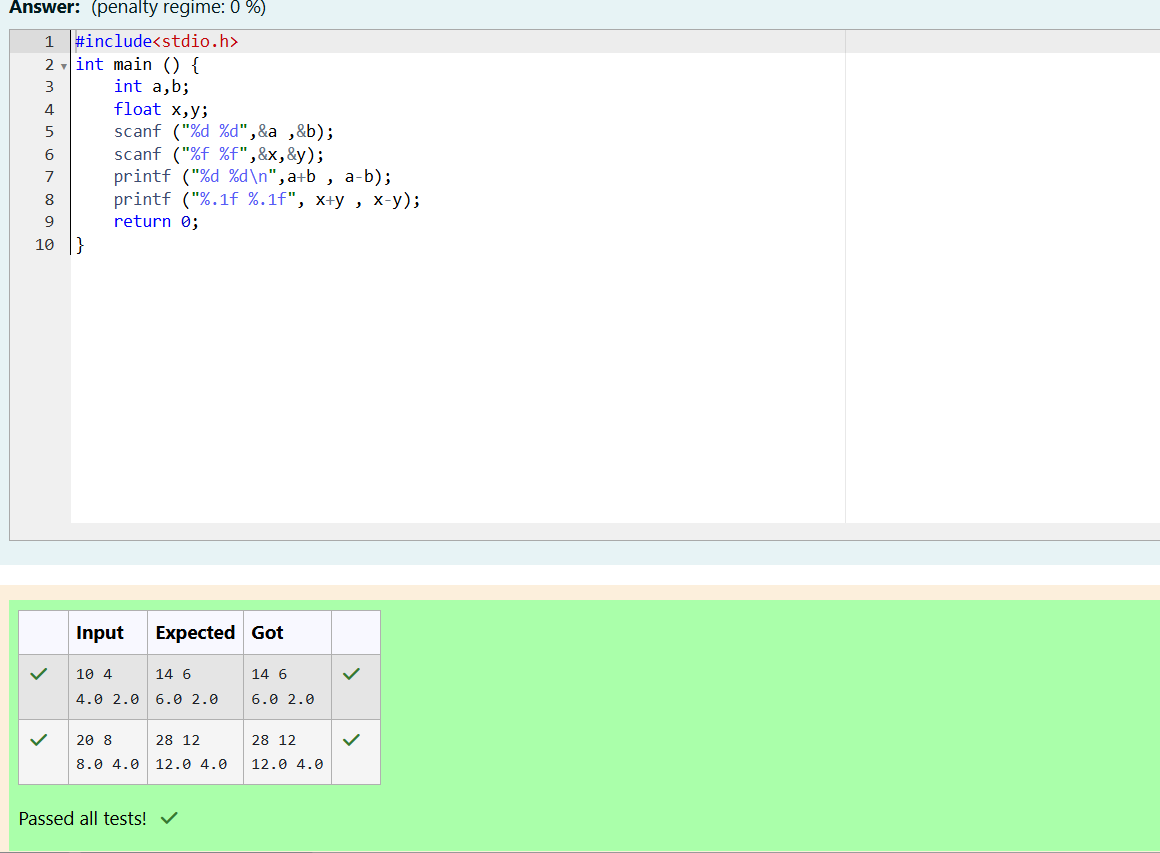 Answer: (penalty regime: 0 %)
1 #include<stdio.h>
2 int main () {
3     int a,b;
4     float x,y;
5     scanf ("%d %d",&a ,&b);
6     scanf ("%f %f",&x,&y);
7     printf ("%d %d\n",a+b , a-b);
8     printf ("%.1f %.1f", x+y , x-y);
9     return 0;
10 }
Input Expected Got
10 4 14 6 14 6
4.0 2.0 6.0 2.0 6.0 2.0
20 8 28 12 28 12
8.0 4.0 12.0 4.0 12.0 4.0
Passed all tests!